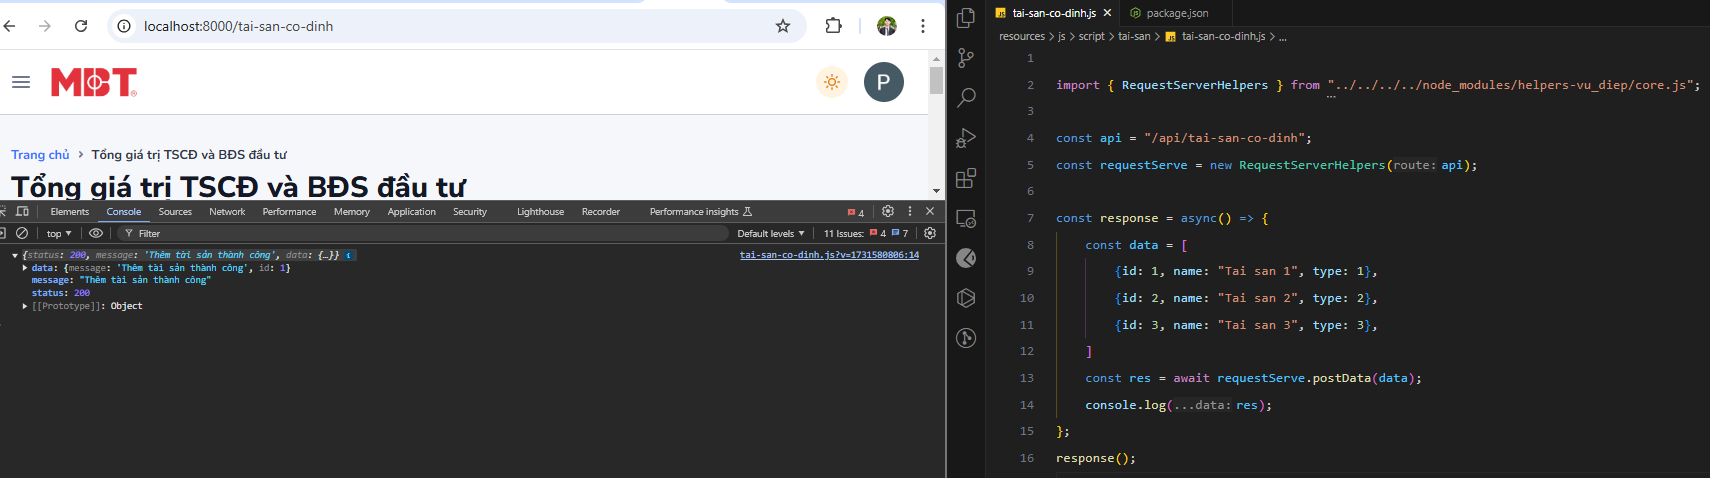 localhost:8000/tai-san-co-dinh
MBT
P
Trang chủ > Tổng giá trị TSCĐ và BĐS đầu tư
Tổng giá trị TSCĐ và BĐS đầu tư
Elements Console Sources Network Performance Memory Application Security Lighthouse Recorder Performance insights 4
top Filter Default levels 11 Issues: 4 7
{status: 200, message: 'Thêm tài sản thành công', data: {…}} tai-san-co-dinh.js?v=1731580806:14
data: {message: 'Thêm tài sản thành công', id: 1}
message: "Thêm tài sản thành công"
status: 200
[[Prototype]]: Object
tai-san-co-dinh.js package.json
resources > js > script > tai-san > tai-san-co-dinh.js > ...
1
2 import { RequestServerHelpers } from "../../../../node_modules/helpers-vu_diep/core.js";
3
4 const api = "/api/tai-san-co-dinh";
5 const requestServe = new RequestServerHelpers(route: api);
6
7 const response = async() => {
8 const data = [
9 {id: 1, name: "Tai san 1", type: 1},
10 {id: 2, name: "Tai san 2", type: 2},
11 {id: 3, name: "Tai san 3", type: 3},
12 ]
13 const res = await requestServe.postData(data);
14 console.log(...data: res);
15 };
16 response();